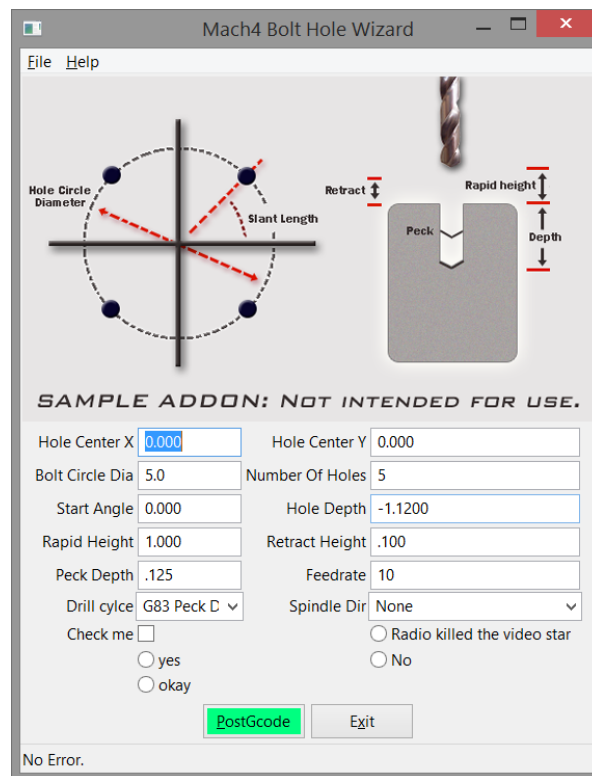 Mach4 Bolt Hole Wizard
File Help
Hole Circle
Diameter
Slant Length
Retract
Rapid height
Peck
Depth
SAMPLE ADDON: NOT INTENDED FOR USE.
Hole Center X 0.000 Hole Center Y 0.000
Bolt Circle Dia 5.0 Number Of Holes 5
Start Angle 0.000 Hole Depth -1.1200
Rapid Height 1.000 Retract Height .100
Peck Depth .125 Feedrate 10
Drill cylce G83 Peck D Spindle Dir None
Check me Radio killed the video star
yes No
okay
PostGcode Exit
No Error.